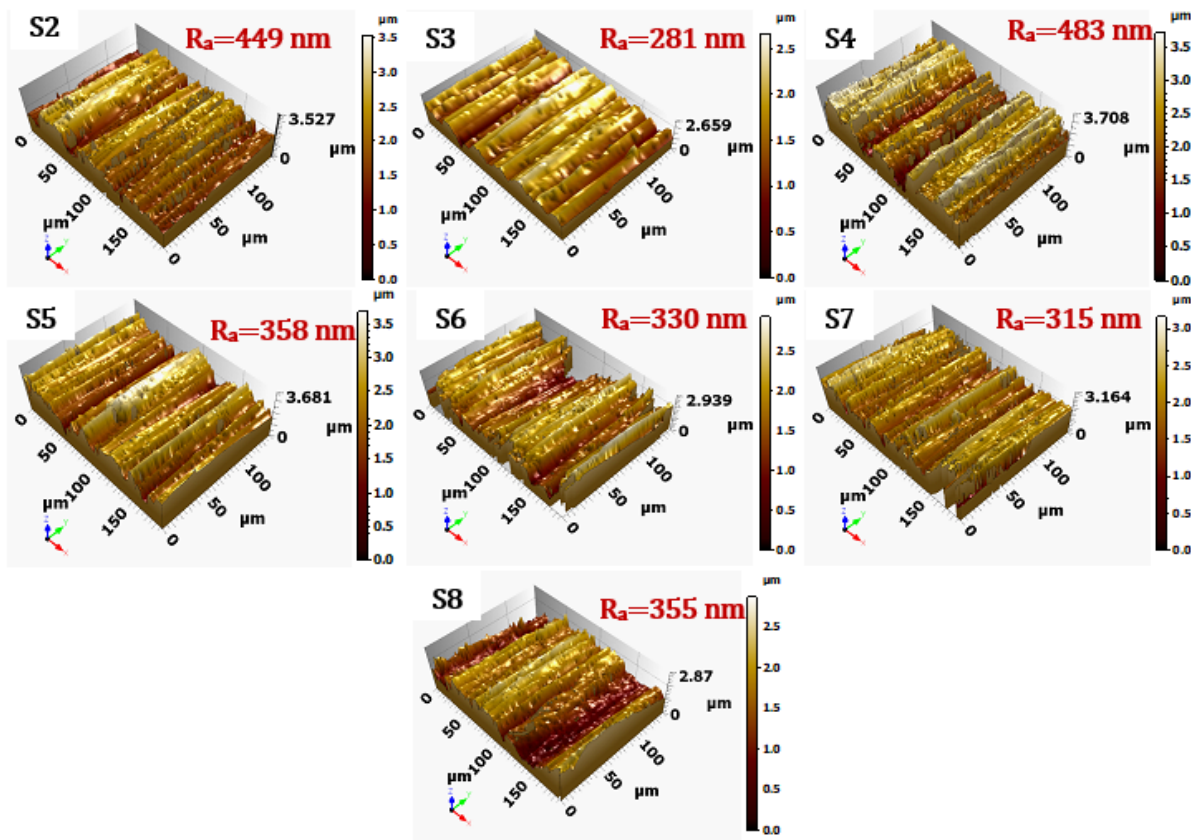 S2
Rₐ=449 nm
µm
3.5
3.0
2.5
2.0
1.5
1.0
0.5
0.0
3.527
0
µm
0
50
100
150
µm
0
50
100
µm
Z
Y
X
S3
Rₐ=281 nm
µm
2.5
2.0
1.5
1.0
0.5
0.0
2.659
0
µm
0
50
100
150
µm
0
50
100
µm
Z
Y
X
S4
Rₐ=483 nm
µm
3.5
3.0
2.5
2.0
1.5
1.0
0.5
0.0
3.708
0
µm
0
50
100
150
µm
0
50
100
µm
Z
Y
X
S5
Rₐ=358 nm
µm
3.5
3.0
2.5
2.0
1.5
1.0
0.5
0.0
3.681
0
µm
0
50
100
150
µm
0
50
100
µm
Z
Y
X
S6
Rₐ=330 nm
µm
2.5
2.0
1.5
1.0
0.5
0.0
2.939
0
µm
0
50
100
150
µm
0
50
100
µm
Z
Y
X
S7
Rₐ=315 nm
µm
3.0
2.5
2.0
1.5
1.0
0.5
0.0
3.164
0
µm
0
50
100
150
µm
0
50
100
µm
Z
Y
X
S8
Rₐ=355 nm
µm
2.5
2.0
1.5
1.0
0.5
0.0
2.87
0
µm
0
50
100
150
µm
0
50
100
µm
Z
Y
X